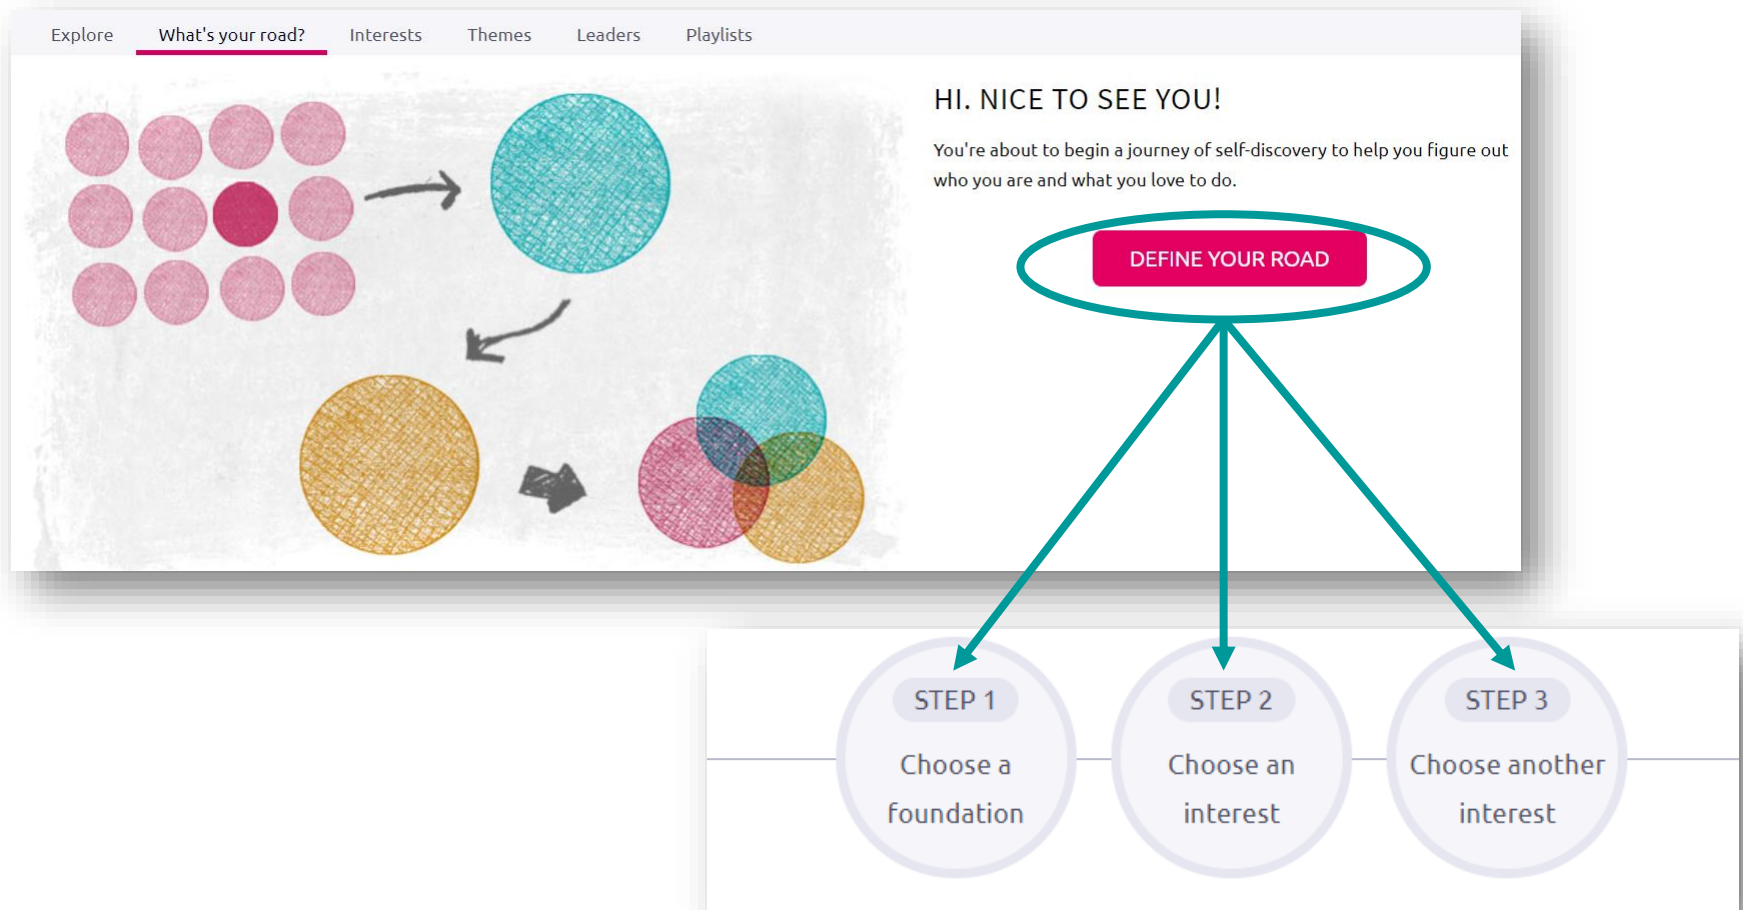 Explore What's your road? Interests Themes Leaders Playlists
HI. NICE TO SEE YOU!
You're about to begin a journey of self-discovery to help you figure out
who you are and what you love to do.
DEFINE YOUR ROAD
STEP 1
Choose a
foundation
STEP 2
Choose an
interest
STEP 3
Choose another
interest